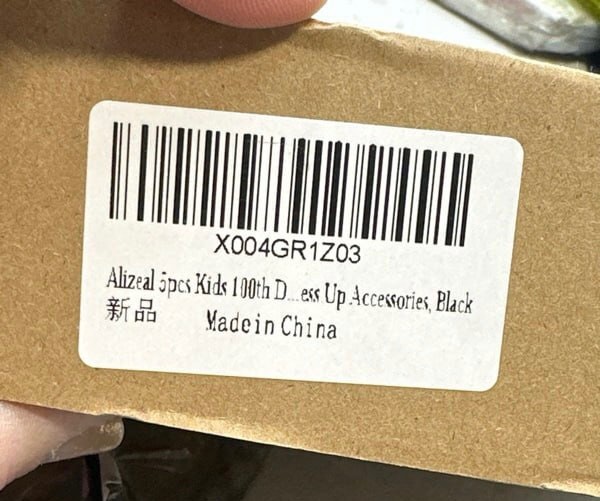 X004GR1Z03
Alizeal 5pcs Kids 100th D...ess Up Accessories, Black
新品 Made in China